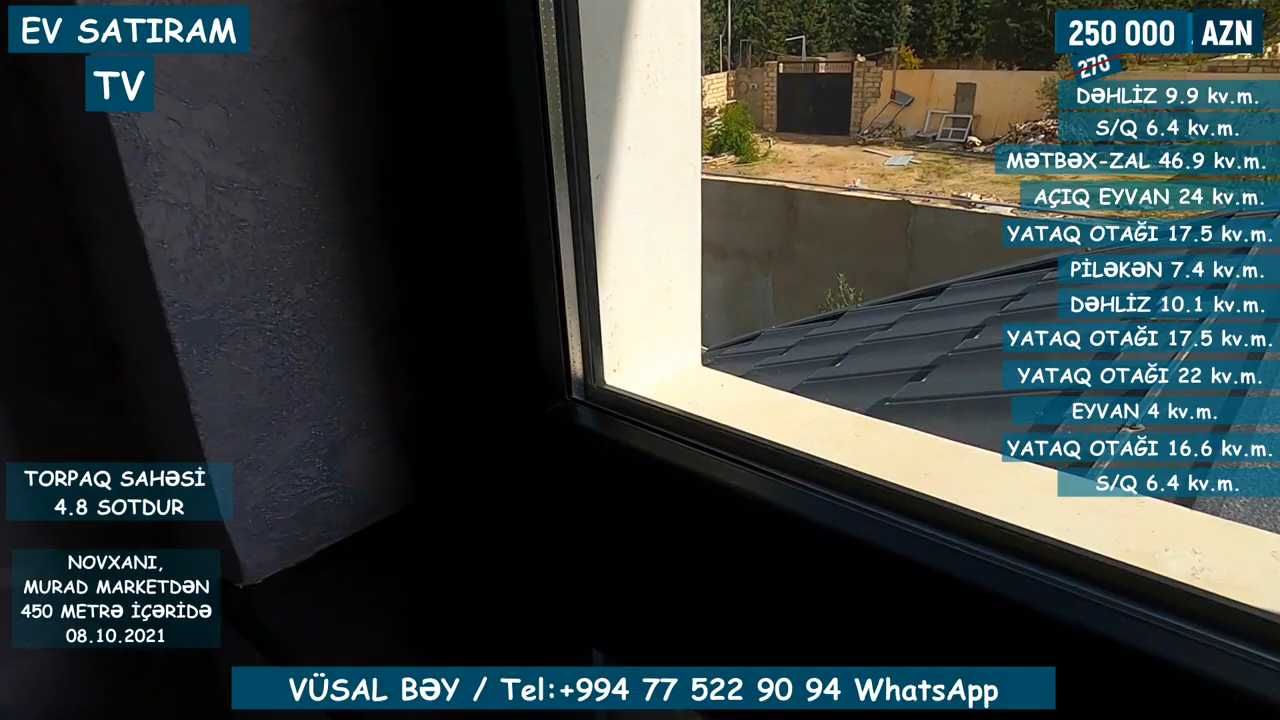 EV SATIRAM
TV
250 000 AZN
270
DƏHLİZ 9.9 kv.m.
S/Q 6.4 kv.m.
MƏTBƏX-ZAL 46.9 kv.m.
AÇIQ EYVAN 24 kv.m.
YATAQ OTAĞI 17.5 kv.m.
PİLƏKƏN 7.4 kv.m.
DƏHLİZ 10.1 kv.m.
YATAQ OTAĞI 17.5 kv.m.
YATAQ OTAĞI 22 kv.m.
EYVAN 4 kv.m.
YATAQ OTAĞI 16.6 kv.m.
S/Q 6.4 kv.m.
TORPAQ SAHƏSİ
4.8 SOTDUR
NOVXANI,
MURAD MARKETDƏN
450 METRƏ İÇƏRİDƏ
08.10.2021
VÜSAL BƏY / Tel:+994 77 522 90 94 WhatsApp